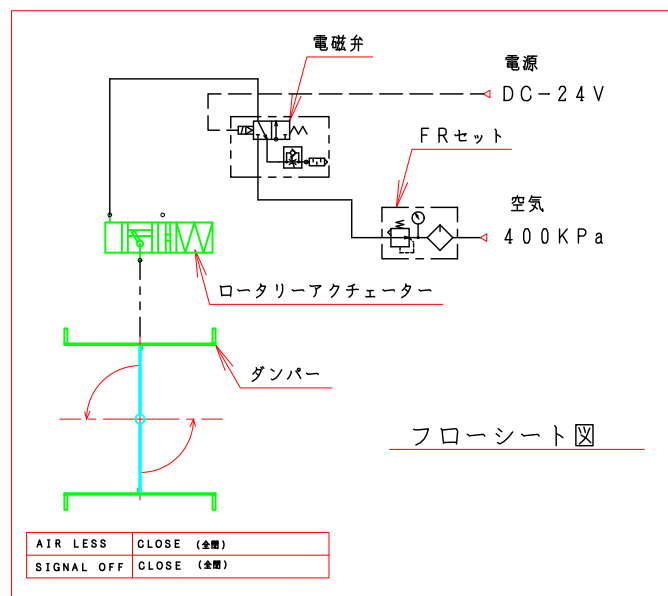 電磁弁
電源
DC-24V
FRセット
空気
400KPa
ロータリーアクチェーター
ダンパー
フローシート図
AIR LESS CLOSE (全閉)
SIGNAL OFF CLOSE (全閉)